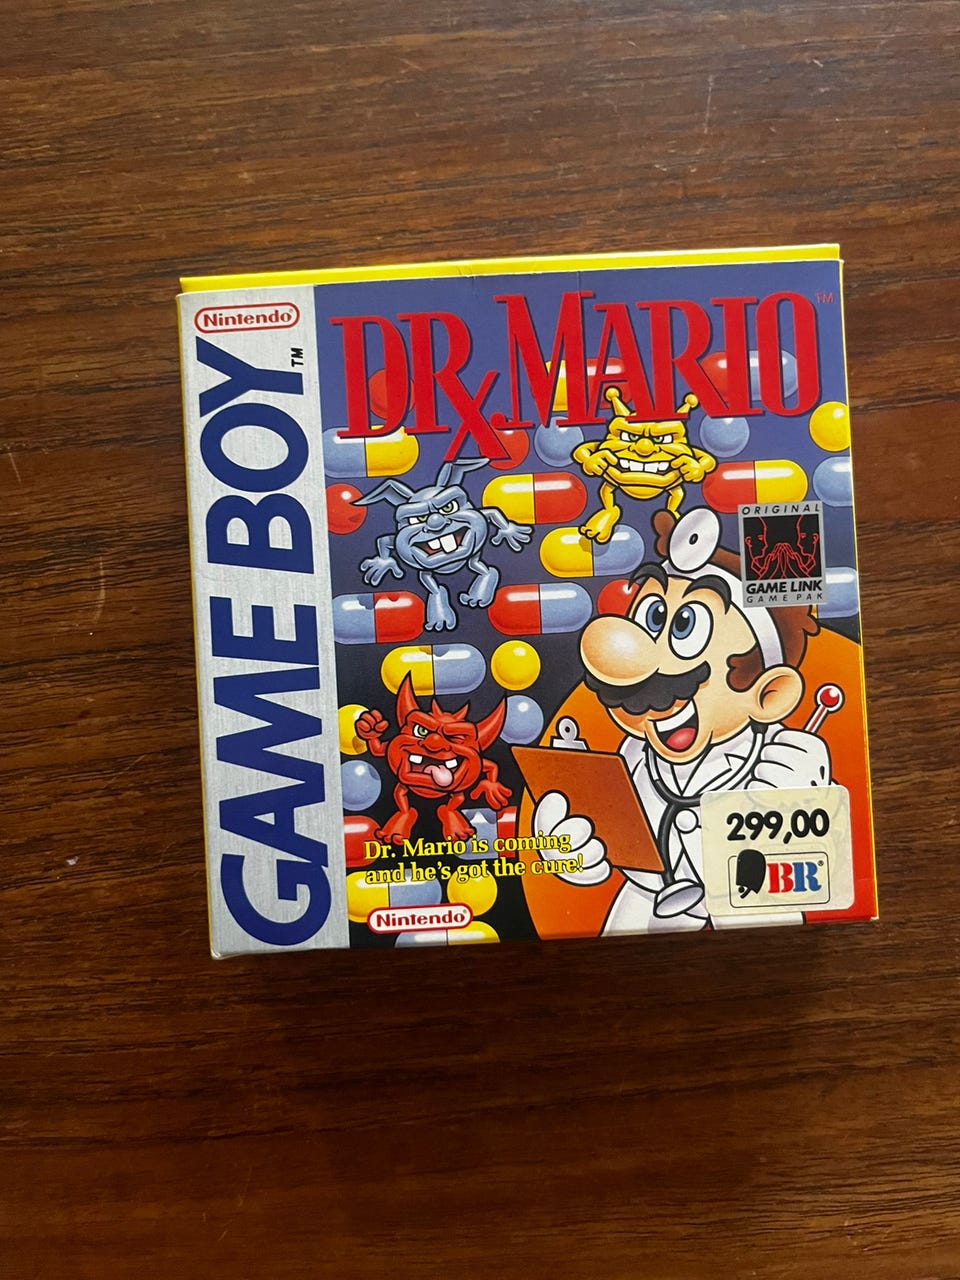 Nintendo®
GAME BOY™
DR. MARIO™
ORIGINAL
GAME LINK
GAME PAK
299,00
BR®
Dr. Mario is coming
and he's got the cure!
Nintendo®